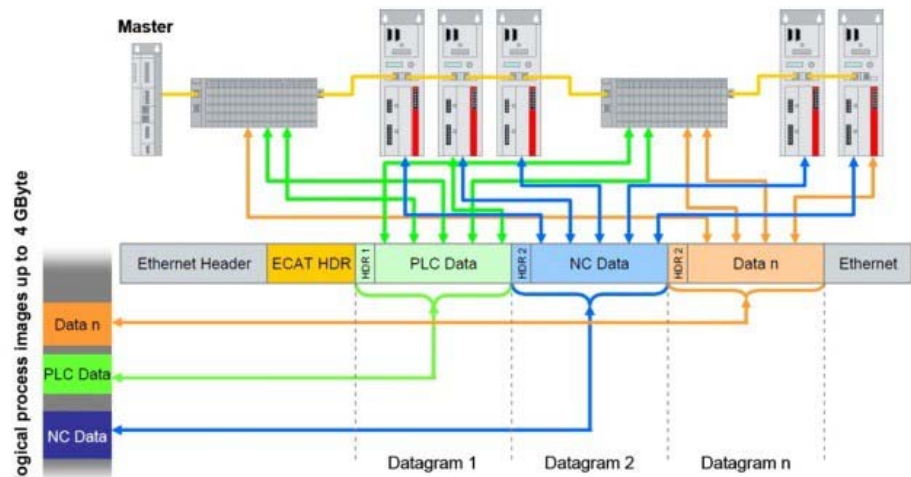 Master
Ethernet Header
ECAT HDR
HDR 1
PLC Data
HDR 2
NC Data
HDR 2
Data n
Ethernet
ogical process images up to 4 GByte
Data n
PLC Data
NC Data
Datagram 1
Datagram 2
Datagram n